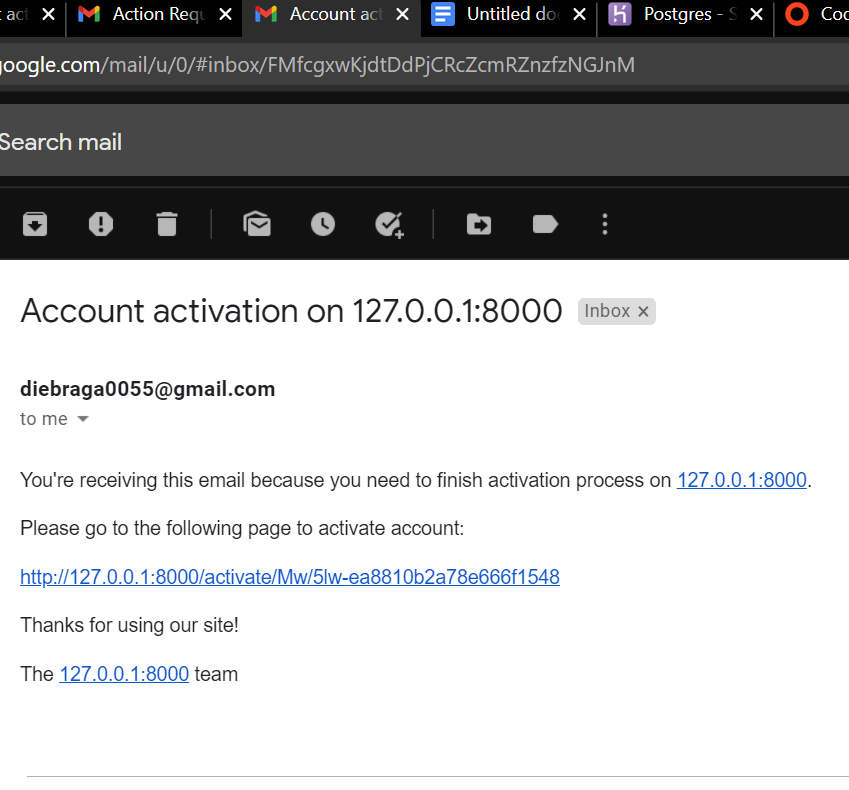 act
Action Requ
Account act
Untitled do
Postgres - S
Coc
google.com/mail/u/0/#inbox/FMfcgxwKjdtDdPjCRcZcmRZnzfzNGJnM
Search mail
Account activation on 127.0.0.1:8000 Inbox ×
diebraga0055@gmail.com
to me
You're receiving this email because you need to finish activation process on 127.0.0.1:8000.
Please go to the following page to activate account:
http://127.0.0.1:8000/activate/Mw/5lw-ea8810b2a78e666f1548
Thanks for using our site!
The 127.0.0.1:8000 team